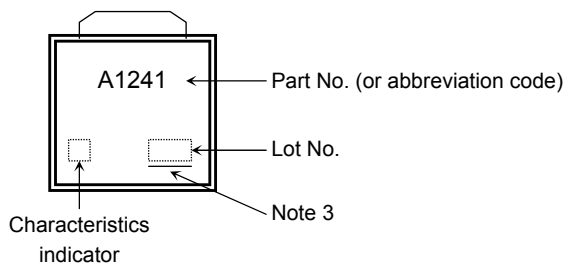 A1241
Part No. (or abbreviation code)
Lot No.
Note 3
Characteristics
indicator